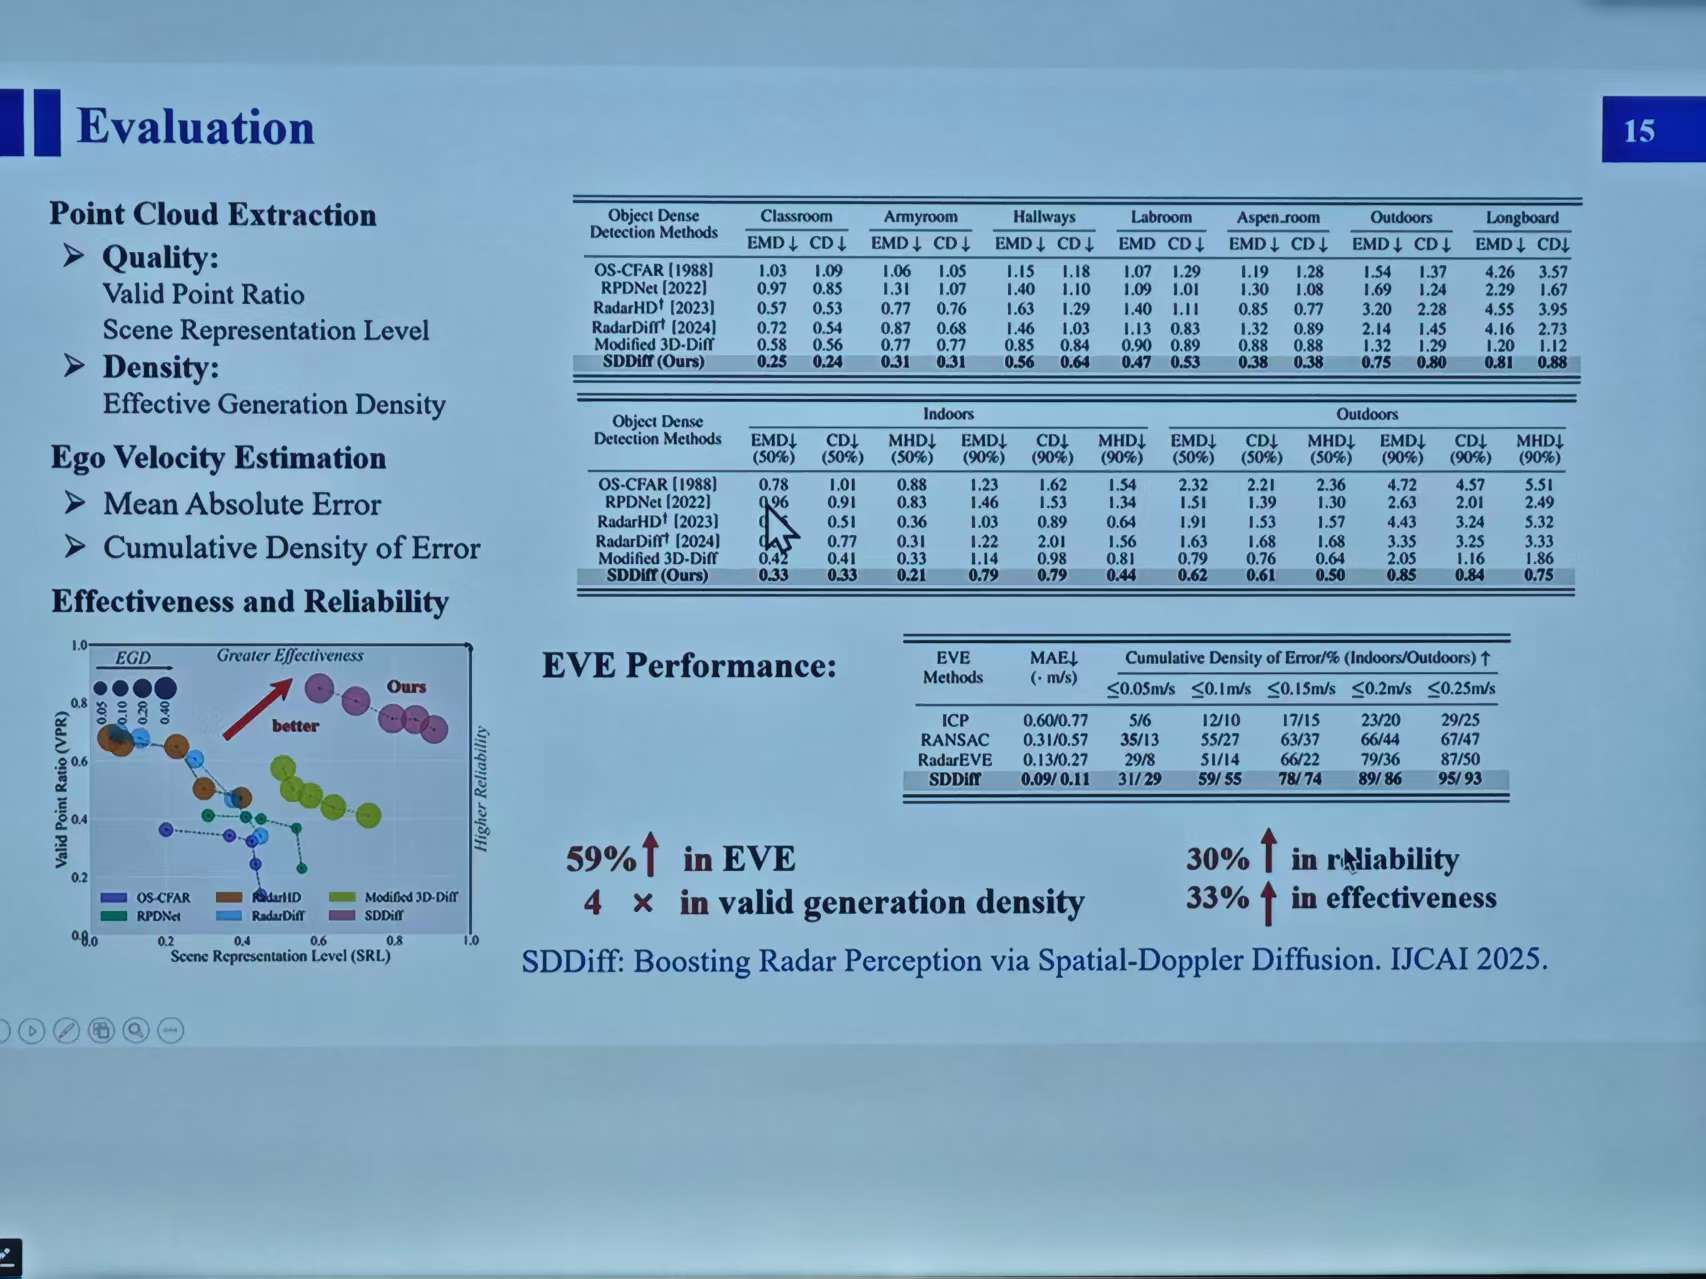 Evaluation
15
Point Cloud Extraction
➢ Quality:
Valid Point Ratio
Scene Representation Level
➢ Density:
Effective Generation Density
Ego Velocity Estimation
➢ Mean Absolute Error
➢ Cumulative Density of Error
Effectiveness and Reliability
Object Dense Detection Methods Classroom Armyroom Hallways Labroom Aspen_room Outdoors Longboard
EMD↓ CD↓ EMD↓ CD↓ EMD↓ CD↓ EMD CD↓ EMD↓ CD↓ EMD↓ CD↓ EMD↓ CD↓
OS-CFAR [1988] 1.03 1.09 1.06 1.05 1.15 1.18 1.07 1.29 1.19 1.28 1.54 1.37 4.26 3.57
RPDNet [2022] 0.97 0.85 1.31 1.07 1.40 1.10 1.09 1.01 1.30 1.08 1.69 1.24 2.29 1.67
RadarHD† [2023] 0.57 0.53 0.77 0.76 1.63 1.29 1.40 1.11 0.85 0.77 3.20 2.28 4.55 3.95
RadarDiff† [2024] 0.72 0.54 0.87 0.68 1.46 1.03 1.13 0.83 1.32 0.89 2.14 1.45 4.16 2.73
Modified 3D-Diff 0.58 0.56 0.77 0.77 0.85 0.84 0.90 0.89 0.88 0.88 1.32 1.29 1.20 1.12
SDDiff (Ours) 0.25 0.24 0.31 0.31 0.56 0.64 0.47 0.53 0.38 0.38 0.75 0.80 0.81 0.88
Object Dense Detection Methods Indoors Outdoors
EMD↓ CD↓ MHD↓ EMD↓ CD↓ MHD↓ EMD↓ CD↓ MHD↓ EMD↓ CD↓ MHD↓
(50%) (50%) (50%) (90%) (90%) (90%) (50%) (50%) (50%) (90%) (90%) (90%)
OS-CFAR [1988] 0.78 1.01 0.88 1.23 1.62 1.54 2.32 2.21 2.36 4.72 4.57 5.51
RPDNet [2022] 0.96 0.91 0.83 1.46 1.53 1.34 1.51 1.39 1.30 2.63 2.01 2.49
RadarHD† [2023] 0.51 0.36 1.03 0.89 0.64 1.91 1.53 1.57 4.43 3.24 5.32
RadarDiff† [2024] 0.77 0.31 1.22 2.01 1.56 1.63 1.68 1.68 3.35 3.25 3.33
Modified 3D-Diff 0.42 0.41 0.33 1.14 0.98 0.81 0.79 0.76 0.64 2.05 1.16 1.86
SDDiff (Ours) 0.33 0.33 0.21 0.79 0.79 0.44 0.62 0.61 0.50 0.85 0.84 0.75
1.0
0.8
0.6
0.4
0.2
0.0
Valid Point Ratio (VPR)
EGD
0.05 0.10 0.20 0.40
Greater Effectiveness
Ours
better
Higher Reliability
OS-CFAR RadarHD Modified 3D-Diff
RPDNet RadarDiff SDDiff
0.0 0.2 0.4 0.6 0.8 1.0
Scene Representation Level (SRL)
EVE Performance:
EVE Methods MAE↓ (· m/s) Cumulative Density of Error/% (Indoors/Outdoors) ↑
≤0.05m/s ≤0.1m/s ≤0.15m/s ≤0.2m/s ≤0.25m/s
ICP 0.60/0.77 5/6 12/10 17/15 23/20 29/25
RANSAC 0.31/0.57 35/13 55/27 63/37 66/44 67/47
RadarEVE 0.13/0.27 29/8 51/14 66/22 79/36 87/50
SDDiff 0.09/ 0.11 31/ 29 59/ 55 78/ 74 89/ 86 95/ 93
59%↑ in EVE
4 × in valid generation density
30% ↑ in reliability
33% ↑ in effectiveness
SDDiff: Boosting Radar Perception via Spatial-Doppler Diffusion. IJCAI 2025.